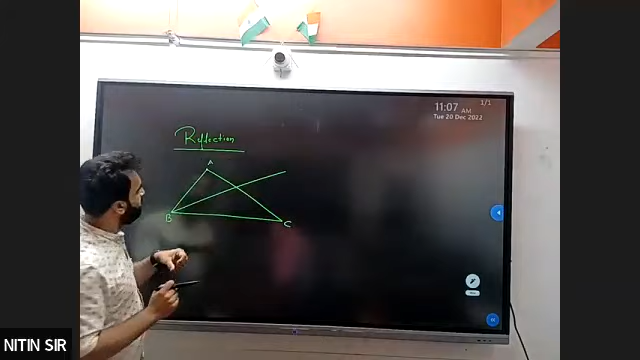 11:07 AM
1/1
Tue 20 Dec 2022
Reflection
A
B
C
NITIN SIR